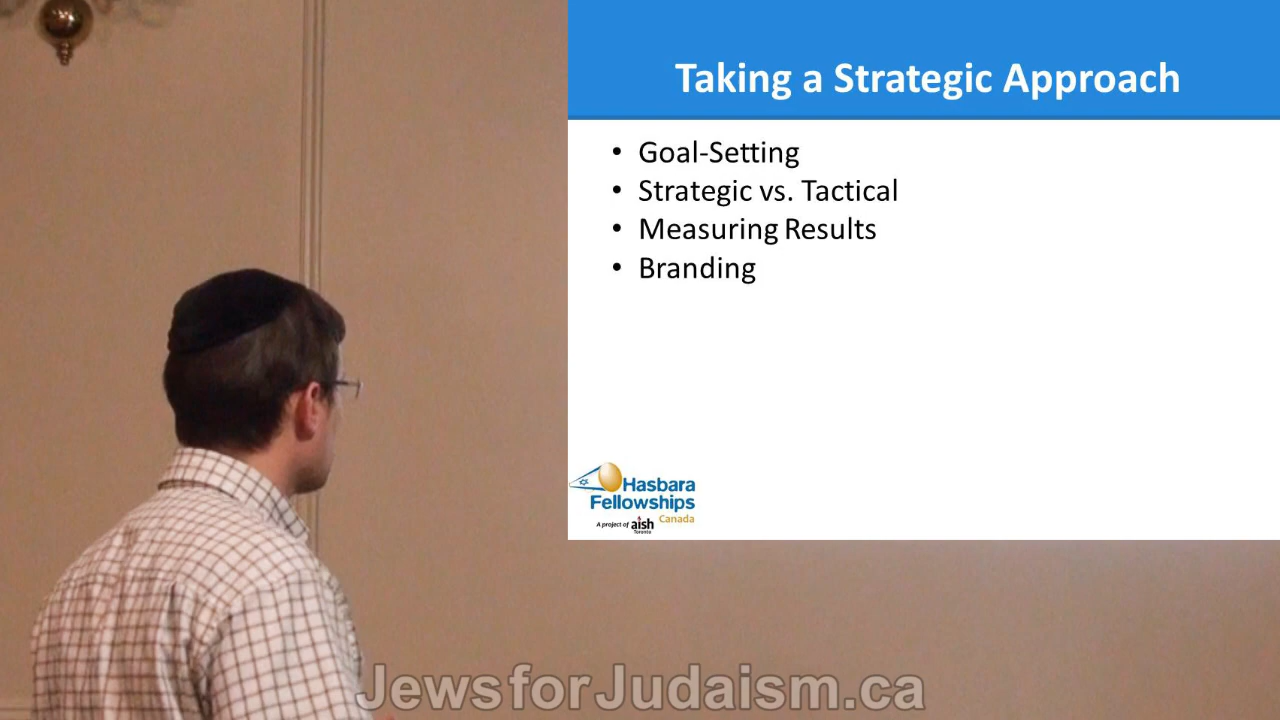 Taking a Strategic Approach
• Goal-Setting
• Strategic vs. Tactical
• Measuring Results
• Branding
Hasbara
Fellowships
Canada
A project of aish
Toronto
JewsforJudaism.ca